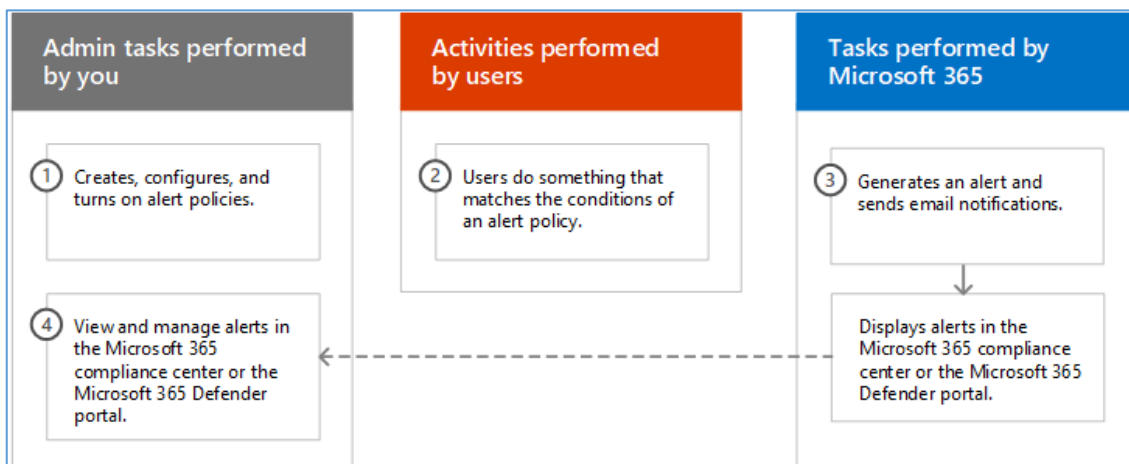 Admin tasks performed
by you
Activities performed
by users
Tasks performed by
Microsoft 365
1
Creates, configures, and
turns on alert policies.
2
Users do something that
matches the conditions of
an alert policy.
3
Generates an alert and
sends email notifications.
4
View and manage alerts in
the Microsoft 365
compliance center or the
Microsoft 365 Defender
portal.
Displays alerts in the
Microsoft 365 compliance
center or the Microsoft 365
Defender portal.